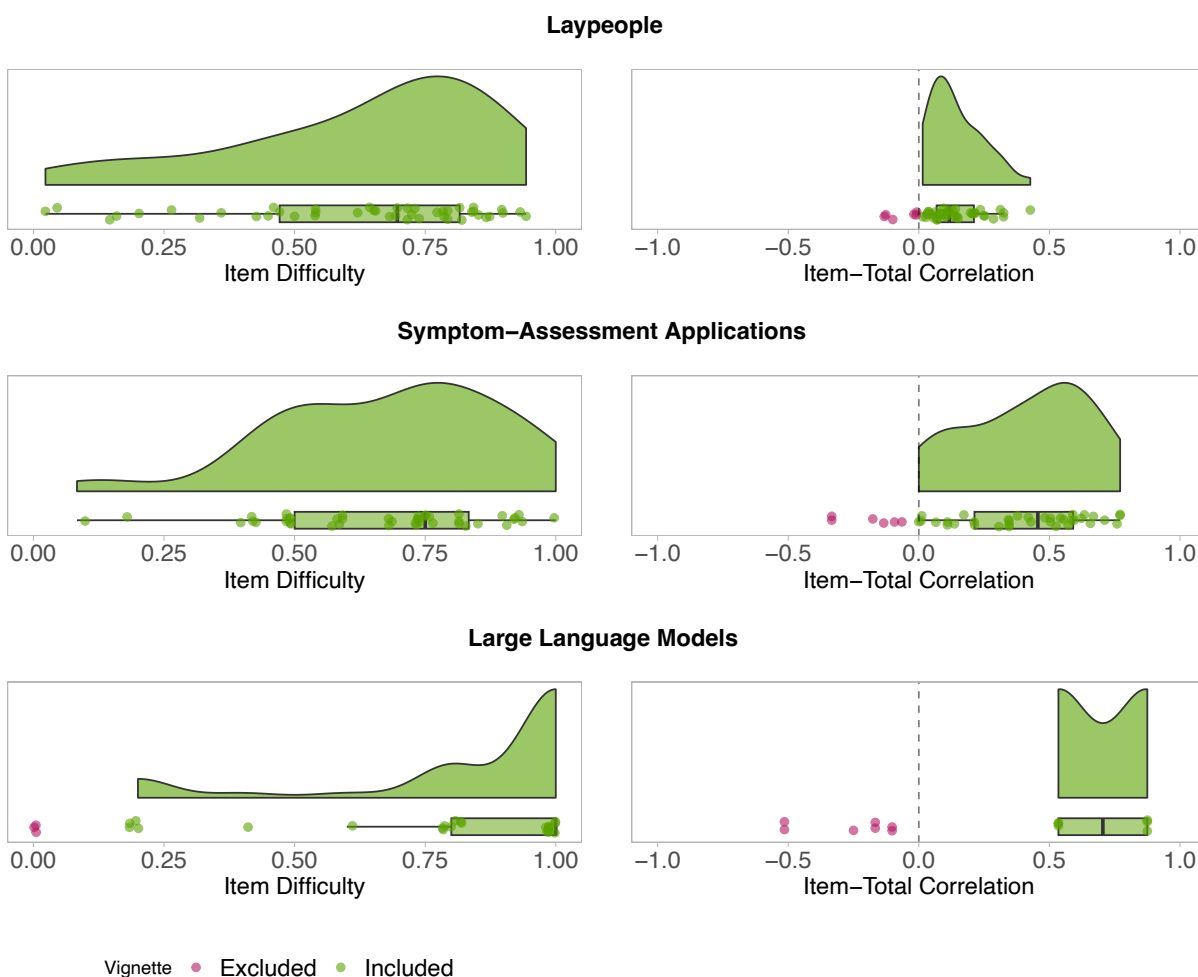 Laypeople
0.00 0.25 0.50 0.75 1.00
Item Difficulty
−1.0 −0.5 0.0 0.5 1.0
Item−Total Correlation
Symptom−Assessment Applications
0.00 0.25 0.50 0.75 1.00
Item Difficulty
−1.0 −0.5 0.0 0.5 1.0
Item−Total Correlation
Large Language Models
0.00 0.25 0.50 0.75 1.00
Item Difficulty
−1.0 −0.5 0.0 0.5 1.0
Item−Total Correlation
Vignette Excluded Included